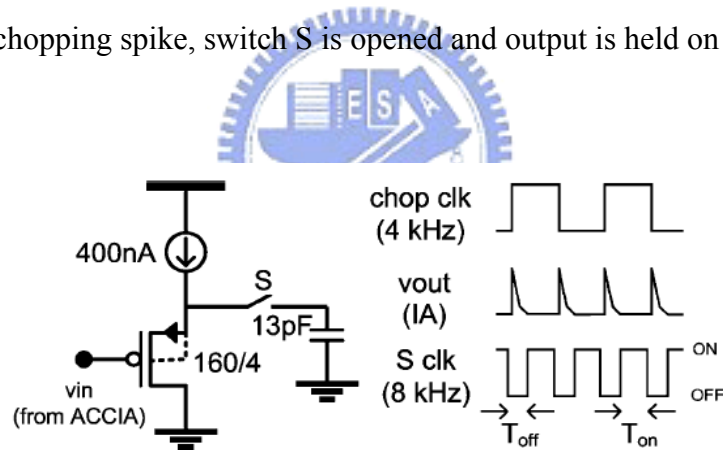 chopping spike, switch S is opened and output is held on
E S A
400nA
S
13pF
160/4
vin
(from ACCIA)
chop clk
(4 kHz)
vout
(IA)
S clk
(8 kHz)
ON
OFF
Toff
Ton